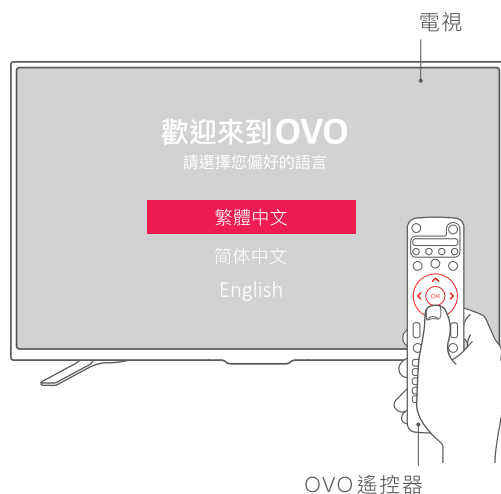 電視
歡迎來到OVO
請選擇您偏好的語言
繁體中文
简体中文
English
OK
OVO遙控器